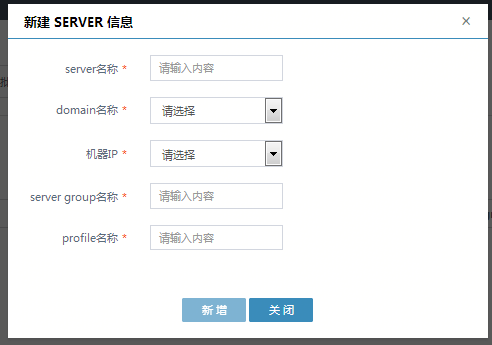 新建 SERVER 信息
×
server名称 * 请输入内容
domain名称 * 请选择
机器IP * 请选择
server group名称 * 请输入内容
profile名称 * 请输入内容
新增 关闭